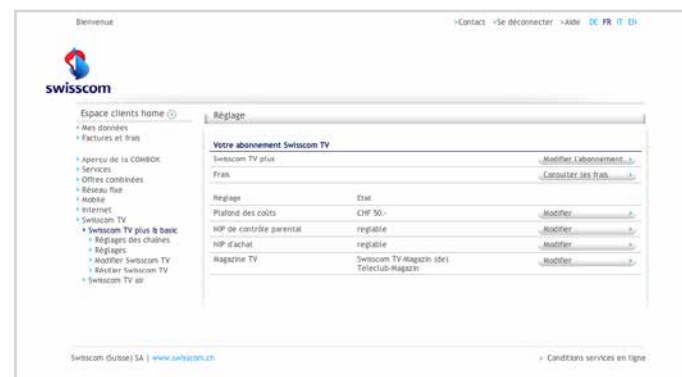 Bienvenue
>Contact >Se déconnecter >Aide DE FR IT EN
swisscom
Espace clients home
Mes données
Factures et frais
Aperçu de la COMBOX
Services
Offres combinées
Réseau fixe
Mobile
Internet
Swisscom TV
Swisscom TV plus & basic
Réglages des chaînes
Réglages
Modifier Swisscom TV
Résilier Swisscom TV
Swisscom TV air
Réglage
Votre abonnement Swisscom TV
Swisscom TV plus Modifier l'abonnement
Frais Consulter les frais
Réglage Etat
Plafond des coûts CHF 50.- Modifier
NIP de contrôle parental reglable Modifier
NIP d'achat reglable Modifier
Magazine TV Swisscom TV-Magazin (de) Modifier
Teleclub-Magazin
Swisscom (Suisse) SA | www.swisscom.ch
> Conditions services en ligne